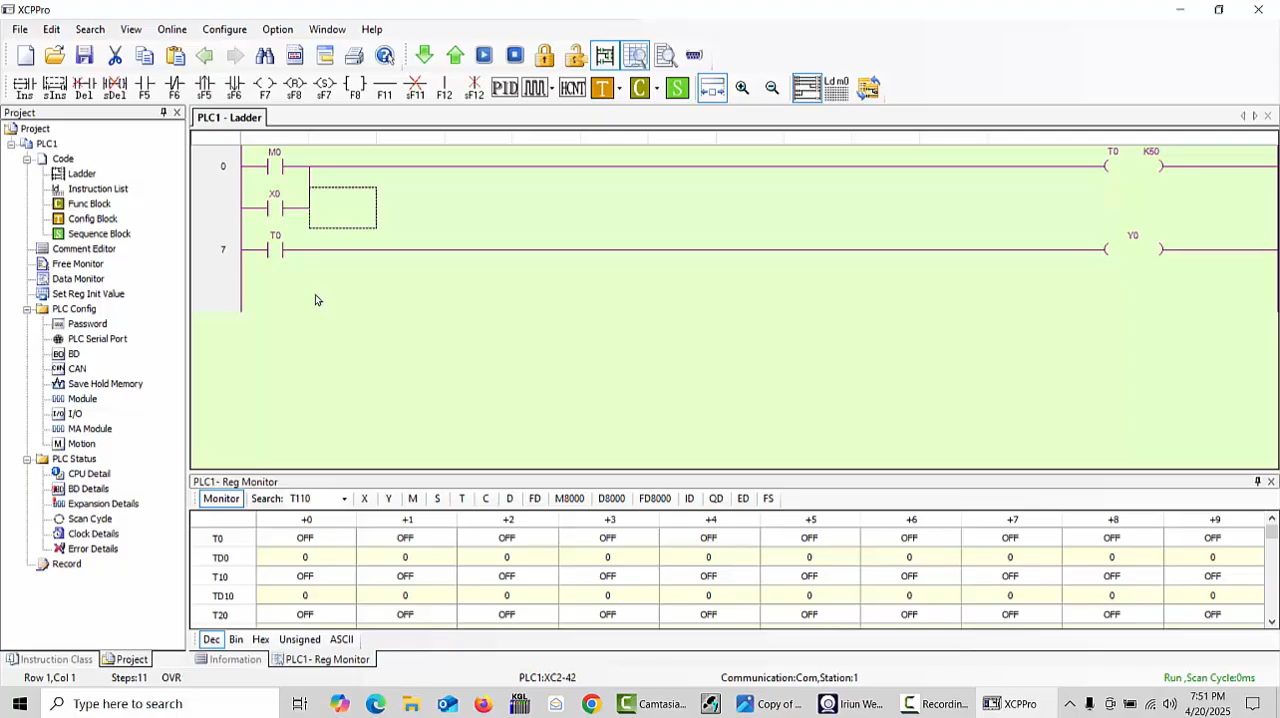 XCPPro
File Edit Search View Online Configure Option Window Help
Ins sIns Del sDel F5 F6 sF5 sF6 F7 sF8 sF7 F8 F11 sF11 F12 sF12 PID HCNT T C S Ld m0
Project
PLC1 - Ladder
Project
PLC1
Code
Ladder
Instruction List
Func Block
Config Block
Sequence Block
Comment Editor
Free Monitor
Data Monitor
Set Reg Init Value
PLC Config
Password
PLC Serial Port
BD
CAN
Save Hold Memory
Module
I/O
MA Module
Motion
PLC Status
CPU Detail
BD Details
Expansion Details
Scan Cycle
Clock Details
Error Details
Record
M0 T0 K50
0
X0
T0 Y0
7
PLC1- Reg Monitor
Monitor Search: T110 X Y M S T C D FD M8000 D8000 FD8000 ID QD ED FS
+0 +1 +2 +3 +4 +5 +6 +7 +8 +9
T0 OFF OFF OFF OFF OFF OFF OFF OFF OFF OFF
TD0 0 0 0 0 0 0 0 0 0 0
T10 OFF OFF OFF OFF OFF OFF OFF OFF OFF OFF
TD10 0 0 0 0 0 0 0 0 0 0
T20 OFF OFF OFF OFF OFF OFF OFF OFF OFF OFF
Dec Bin Hex Unsigned ASCII
Instruction Class Project Information PLC1- Reg Monitor
Row 1,Col 1 Steps:11 OVR PLC1:XC2-42 Communication:Com,Station:1 Run ,Scan Cycle:0ms
Type here to search KGL Camtasia... Copy of ... Iriun We... Recordin... XCPPro 7:51 PM
4/20/2025